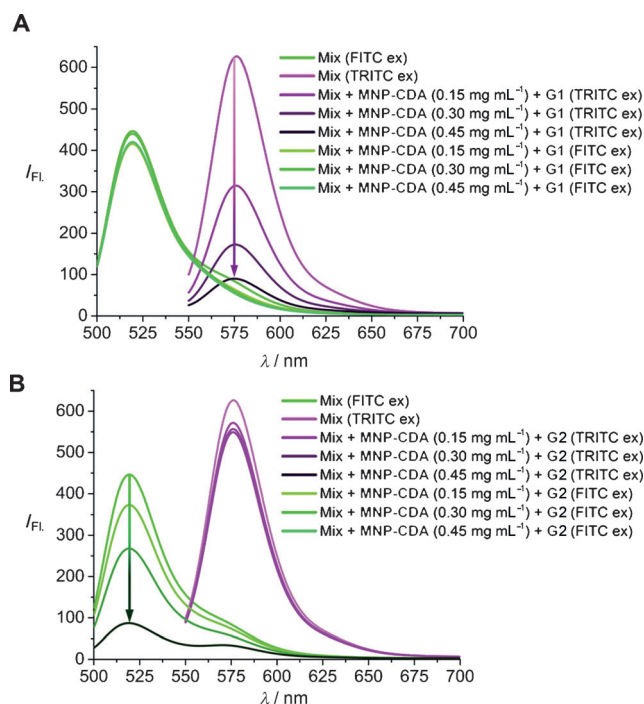 A
600
500
400
300
200
100
0
I Fl.
500 525 550 575 600 625 650 675 700
λ / nm
Mix (FITC ex)
Mix (TRITC ex)
Mix + MNP-CDA (0.15 mg mL⁻¹) + G1 (TRITC ex)
Mix + MNP-CDA (0.30 mg mL⁻¹) + G1 (TRITC ex)
Mix + MNP-CDA (0.45 mg mL⁻¹) + G1 (TRITC ex)
Mix + MNP-CDA (0.15 mg mL⁻¹) + G1 (FITC ex)
Mix + MNP-CDA (0.30 mg mL⁻¹) + G1 (FITC ex)
Mix + MNP-CDA (0.45 mg mL⁻¹) + G1 (FITC ex)
B
600
500
400
300
200
100
0
I Fl.
500 525 550 575 600 625 650 675 700
λ / nm
Mix (FITC ex)
Mix (TRITC ex)
Mix + MNP-CDA (0.15 mg mL⁻¹) + G2 (TRITC ex)
Mix + MNP-CDA (0.30 mg mL⁻¹) + G2 (TRITC ex)
Mix + MNP-CDA (0.45 mg mL⁻¹) + G2 (TRITC ex)
Mix + MNP-CDA (0.15 mg mL⁻¹) + G2 (FITC ex)
Mix + MNP-CDA (0.30 mg mL⁻¹) + G2 (FITC ex)
Mix + MNP-CDA (0.45 mg mL⁻¹) + G2 (FITC ex)